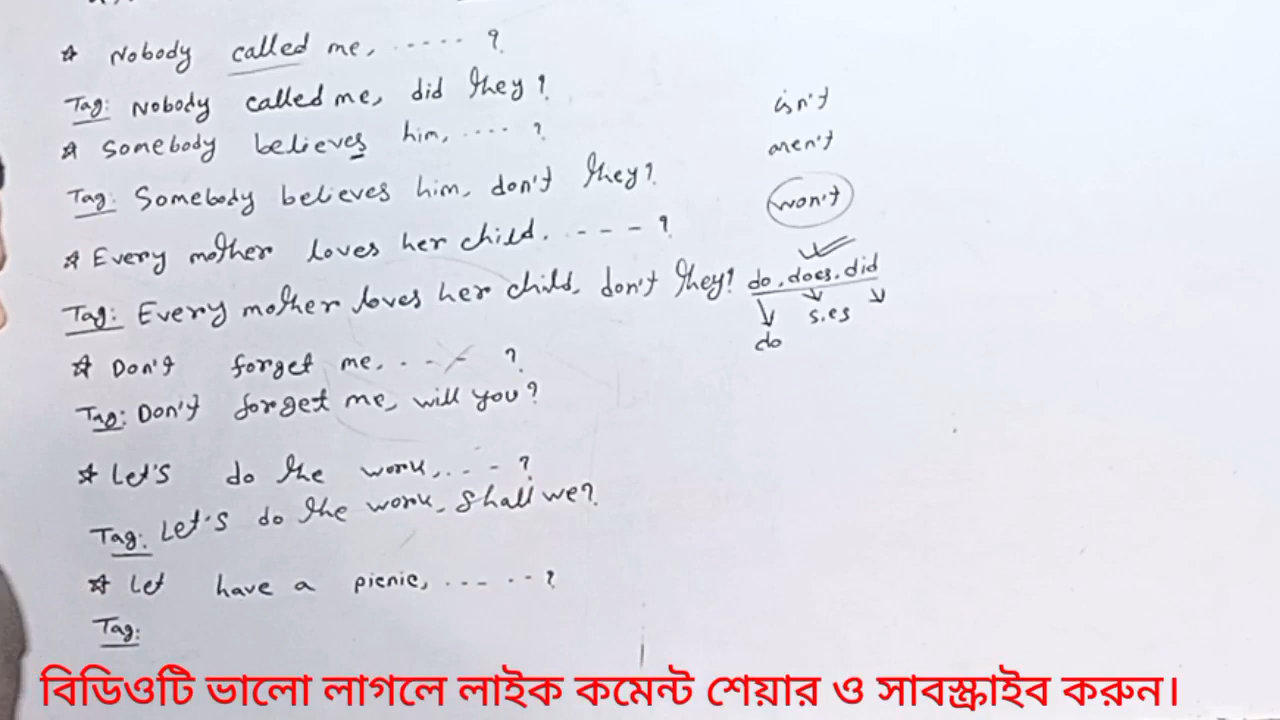 ☆ Nobody called me, ..... ?
Tag: Nobody called me, did they?
☆ Somebody believes him, .... ?
Tag: Somebody believes him, don't they?
☆ Every mother loves her child. - - - - ?
Tag: Every mother loves her child, don't they?
☆ Don't forget me, - - - ?
Tag: Don't forget me, will you?
☆ Let's do the work, - - - ?
Tag: Let's do the work, shall we?
☆ Let have a picnic, ..... ?
Tag:
isn't
aren't
won't
do, does, did
s.es
do
বিডিওটি ভালো লাগলে লাইক কমেন্ট শেয়ার ও সাবস্ক্রাইব করুন।